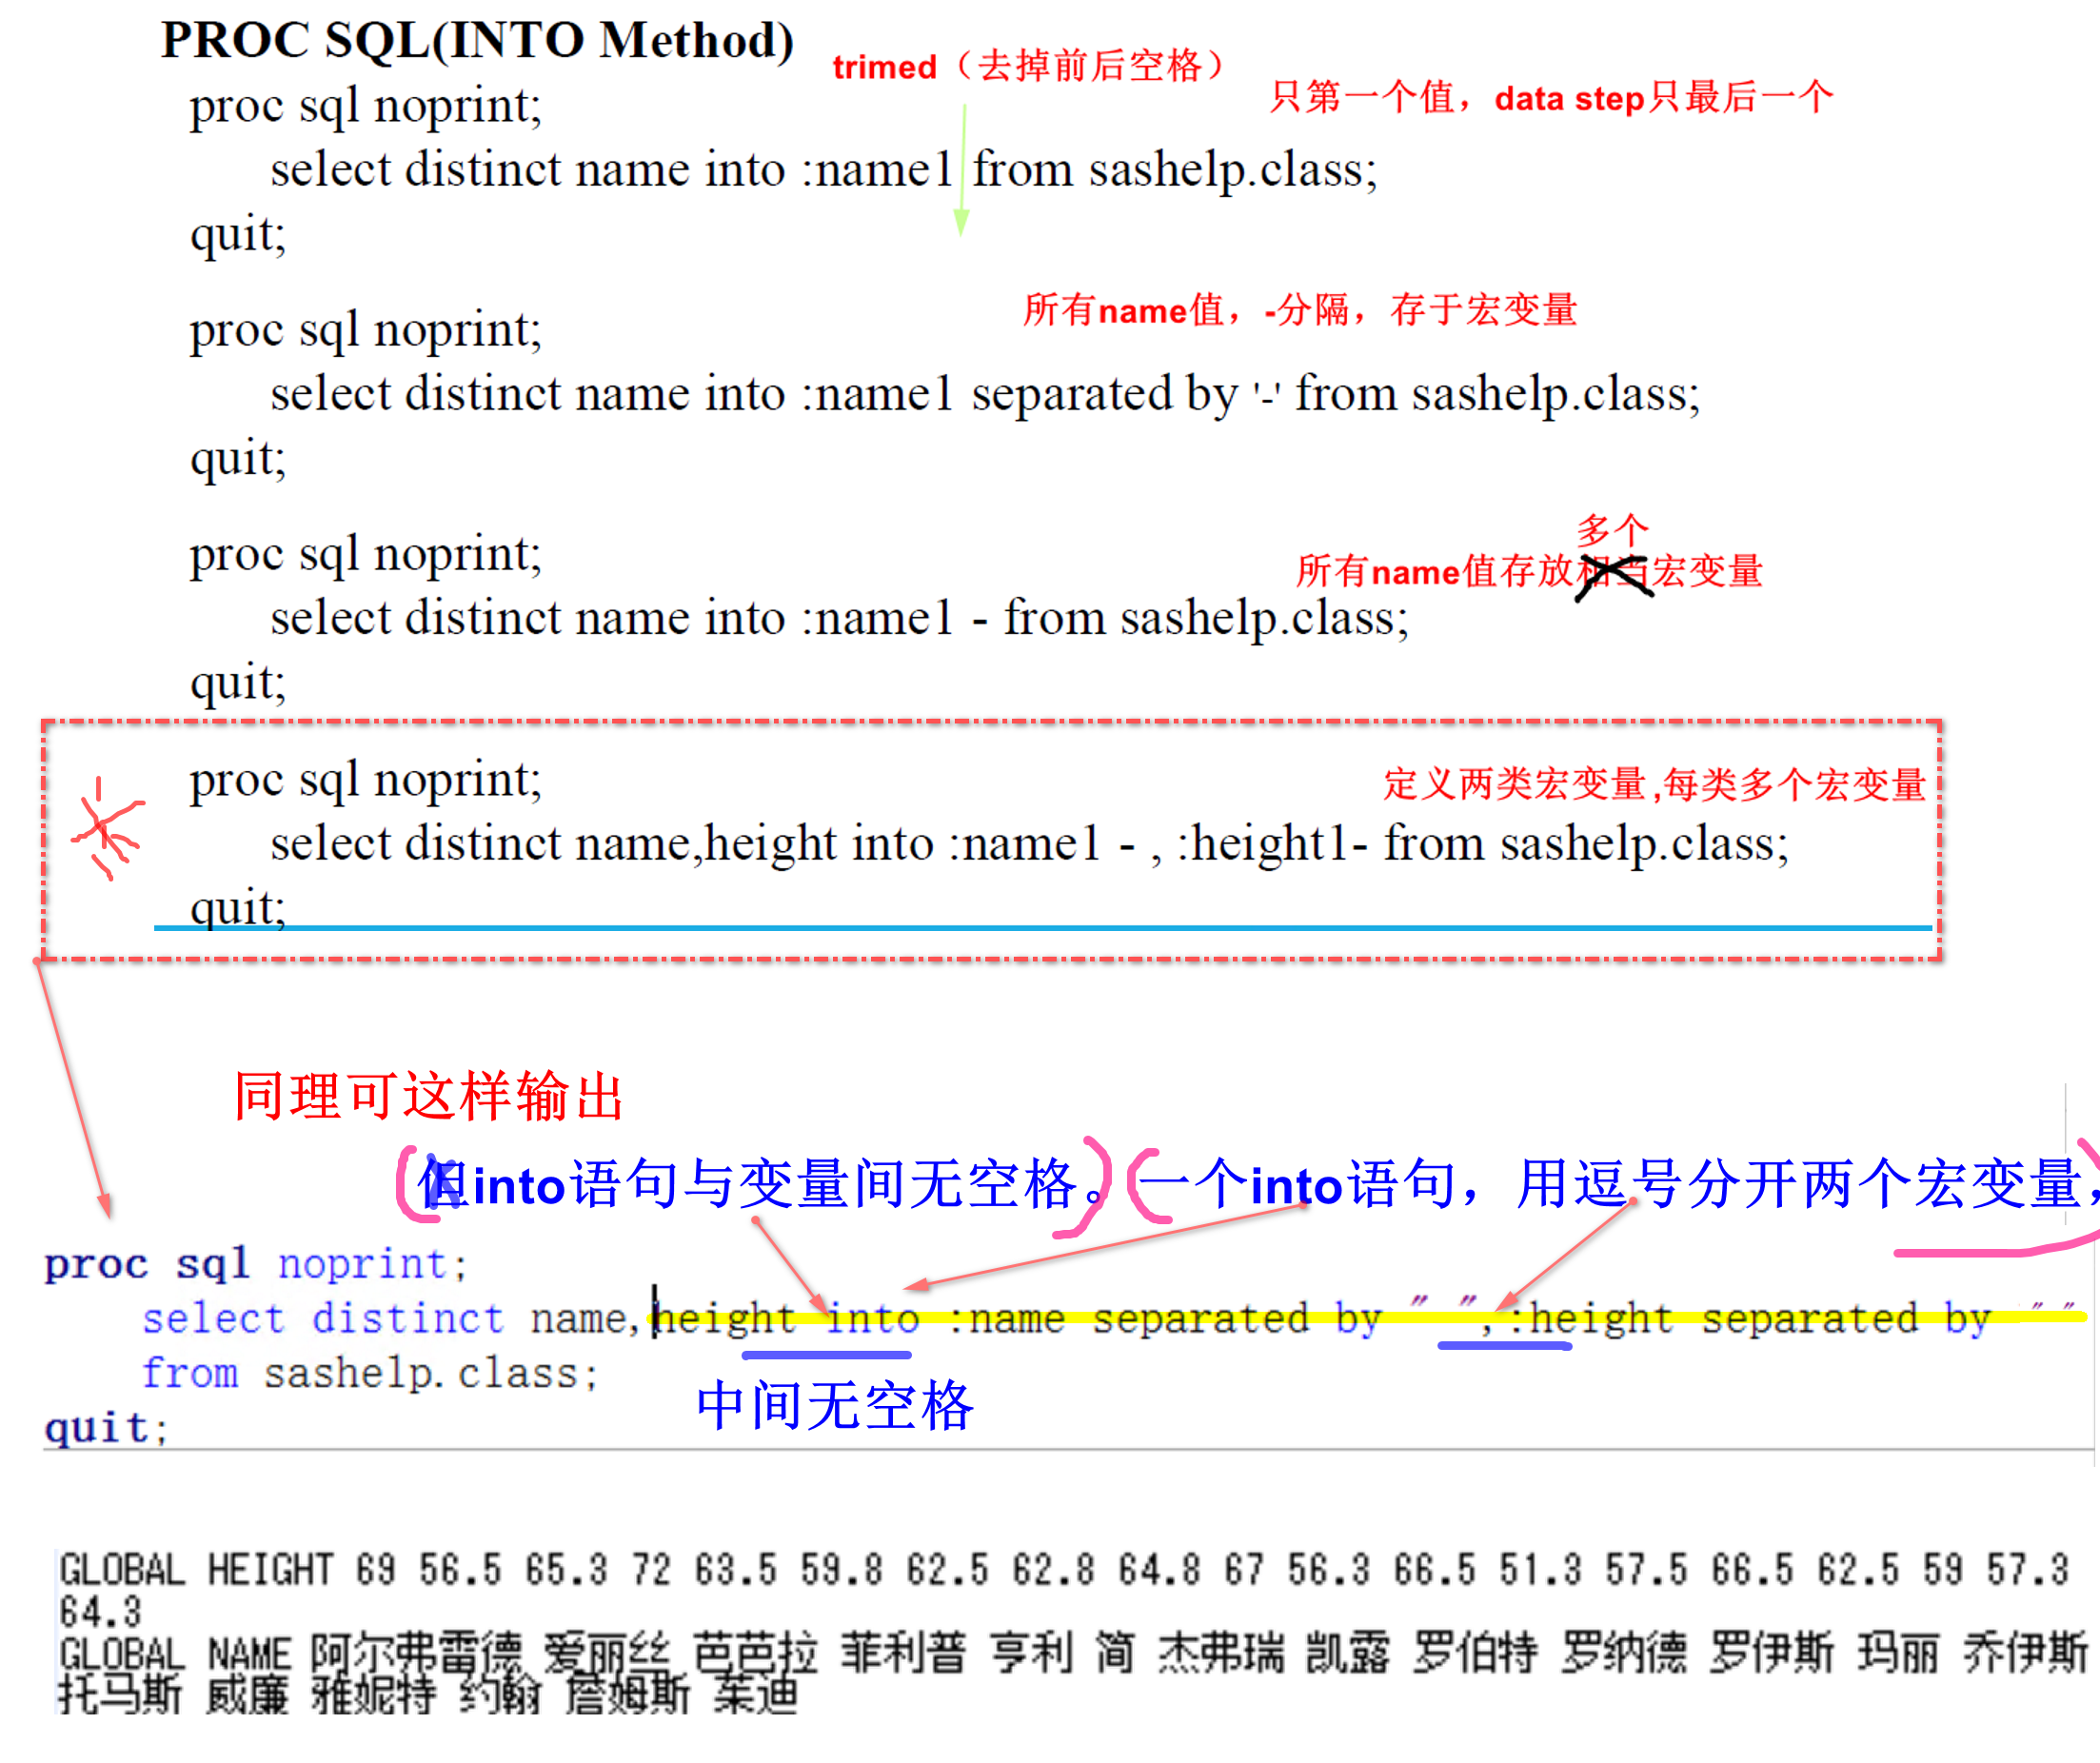 PROC SQL(INTO Method)
trimed（去掉前后空格）
只第一个值，data step只最后一个
proc sql noprint;
select distinct name into :name1 from sashelp.class;
quit;
所有name值，-分隔，存于宏变量
proc sql noprint;
select distinct name into :name1 separated by '-' from sashelp.class;
quit;
多个
所有name值存放相当宏变量
proc sql noprint;
select distinct name into :name1 - from sashelp.class;
quit;
定义两类宏变量,每类多个宏变量
proc sql noprint;
select distinct name,height into :name1 - , :height1- from sashelp.class;
quit;
同理可这样输出
但into语句与变量间无空格。一个into语句，用逗号分开两个宏变量，
proc sql noprint;
select distinct name,height into :name separated by " ",:height separated by " "
from sashelp.class;
中间无空格
quit;
GLOBAL HEIGHT 69 56.5 65.3 72 63.5 59.8 62.5 62.8 64.8 67 56.3 66.5 51.3 57.5 66.5 62.5 59 57.3
64.3
GLOBAL NAME 阿尔弗雷德 爱丽丝 芭芭拉 菲利普 亨利 简 杰弗瑞 凯露 罗伯特 罗纳德 罗伊斯 玛丽 乔伊斯
托马斯 威廉 雅妮特 约翰 詹姆斯 茱迪